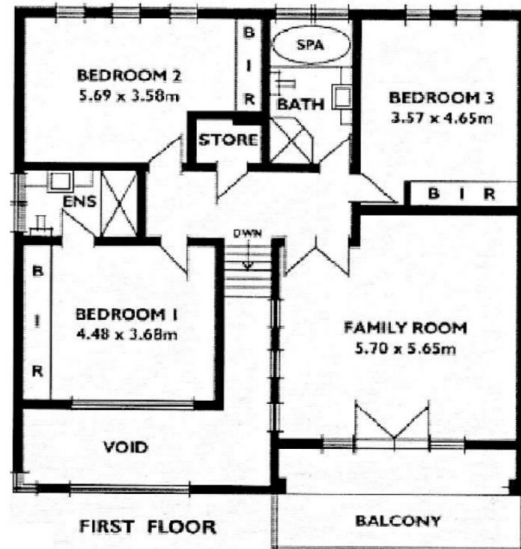 SPA
B
I
R
BEDROOM 2
5.69 x 3.58m
BATH
BEDROOM 3
3.57 x 4.65m
STORE
ENS
B I R
DWN
B
I
R
BEDROOM 1
4.48 x 3.68m
FAMILY ROOM
5.70 x 5.65m
VOID
FIRST FLOOR
BALCONY